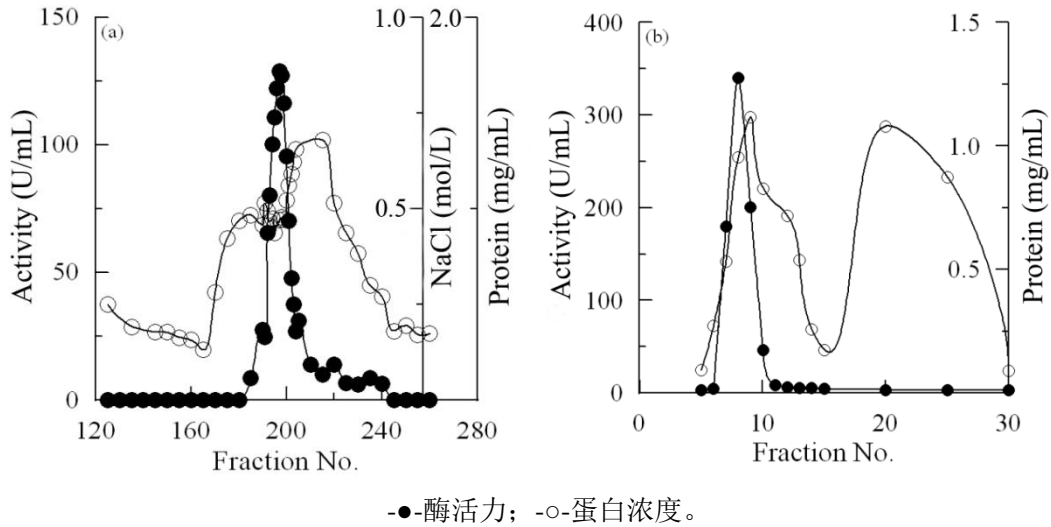 (a)
150
100
50
0
Activity (U/mL)
120
160
200
240
280
Fraction No.
1.0
0.5
NaCl (mol/L)
2.0
Protein (mg/mL)
(b)
400
300
200
100
0
Activity (U/mL)
0
10
20
30
Fraction No.
1.5
1.0
0.5
Protein (mg/mL)
-●-酶活力；-○-蛋白浓度。